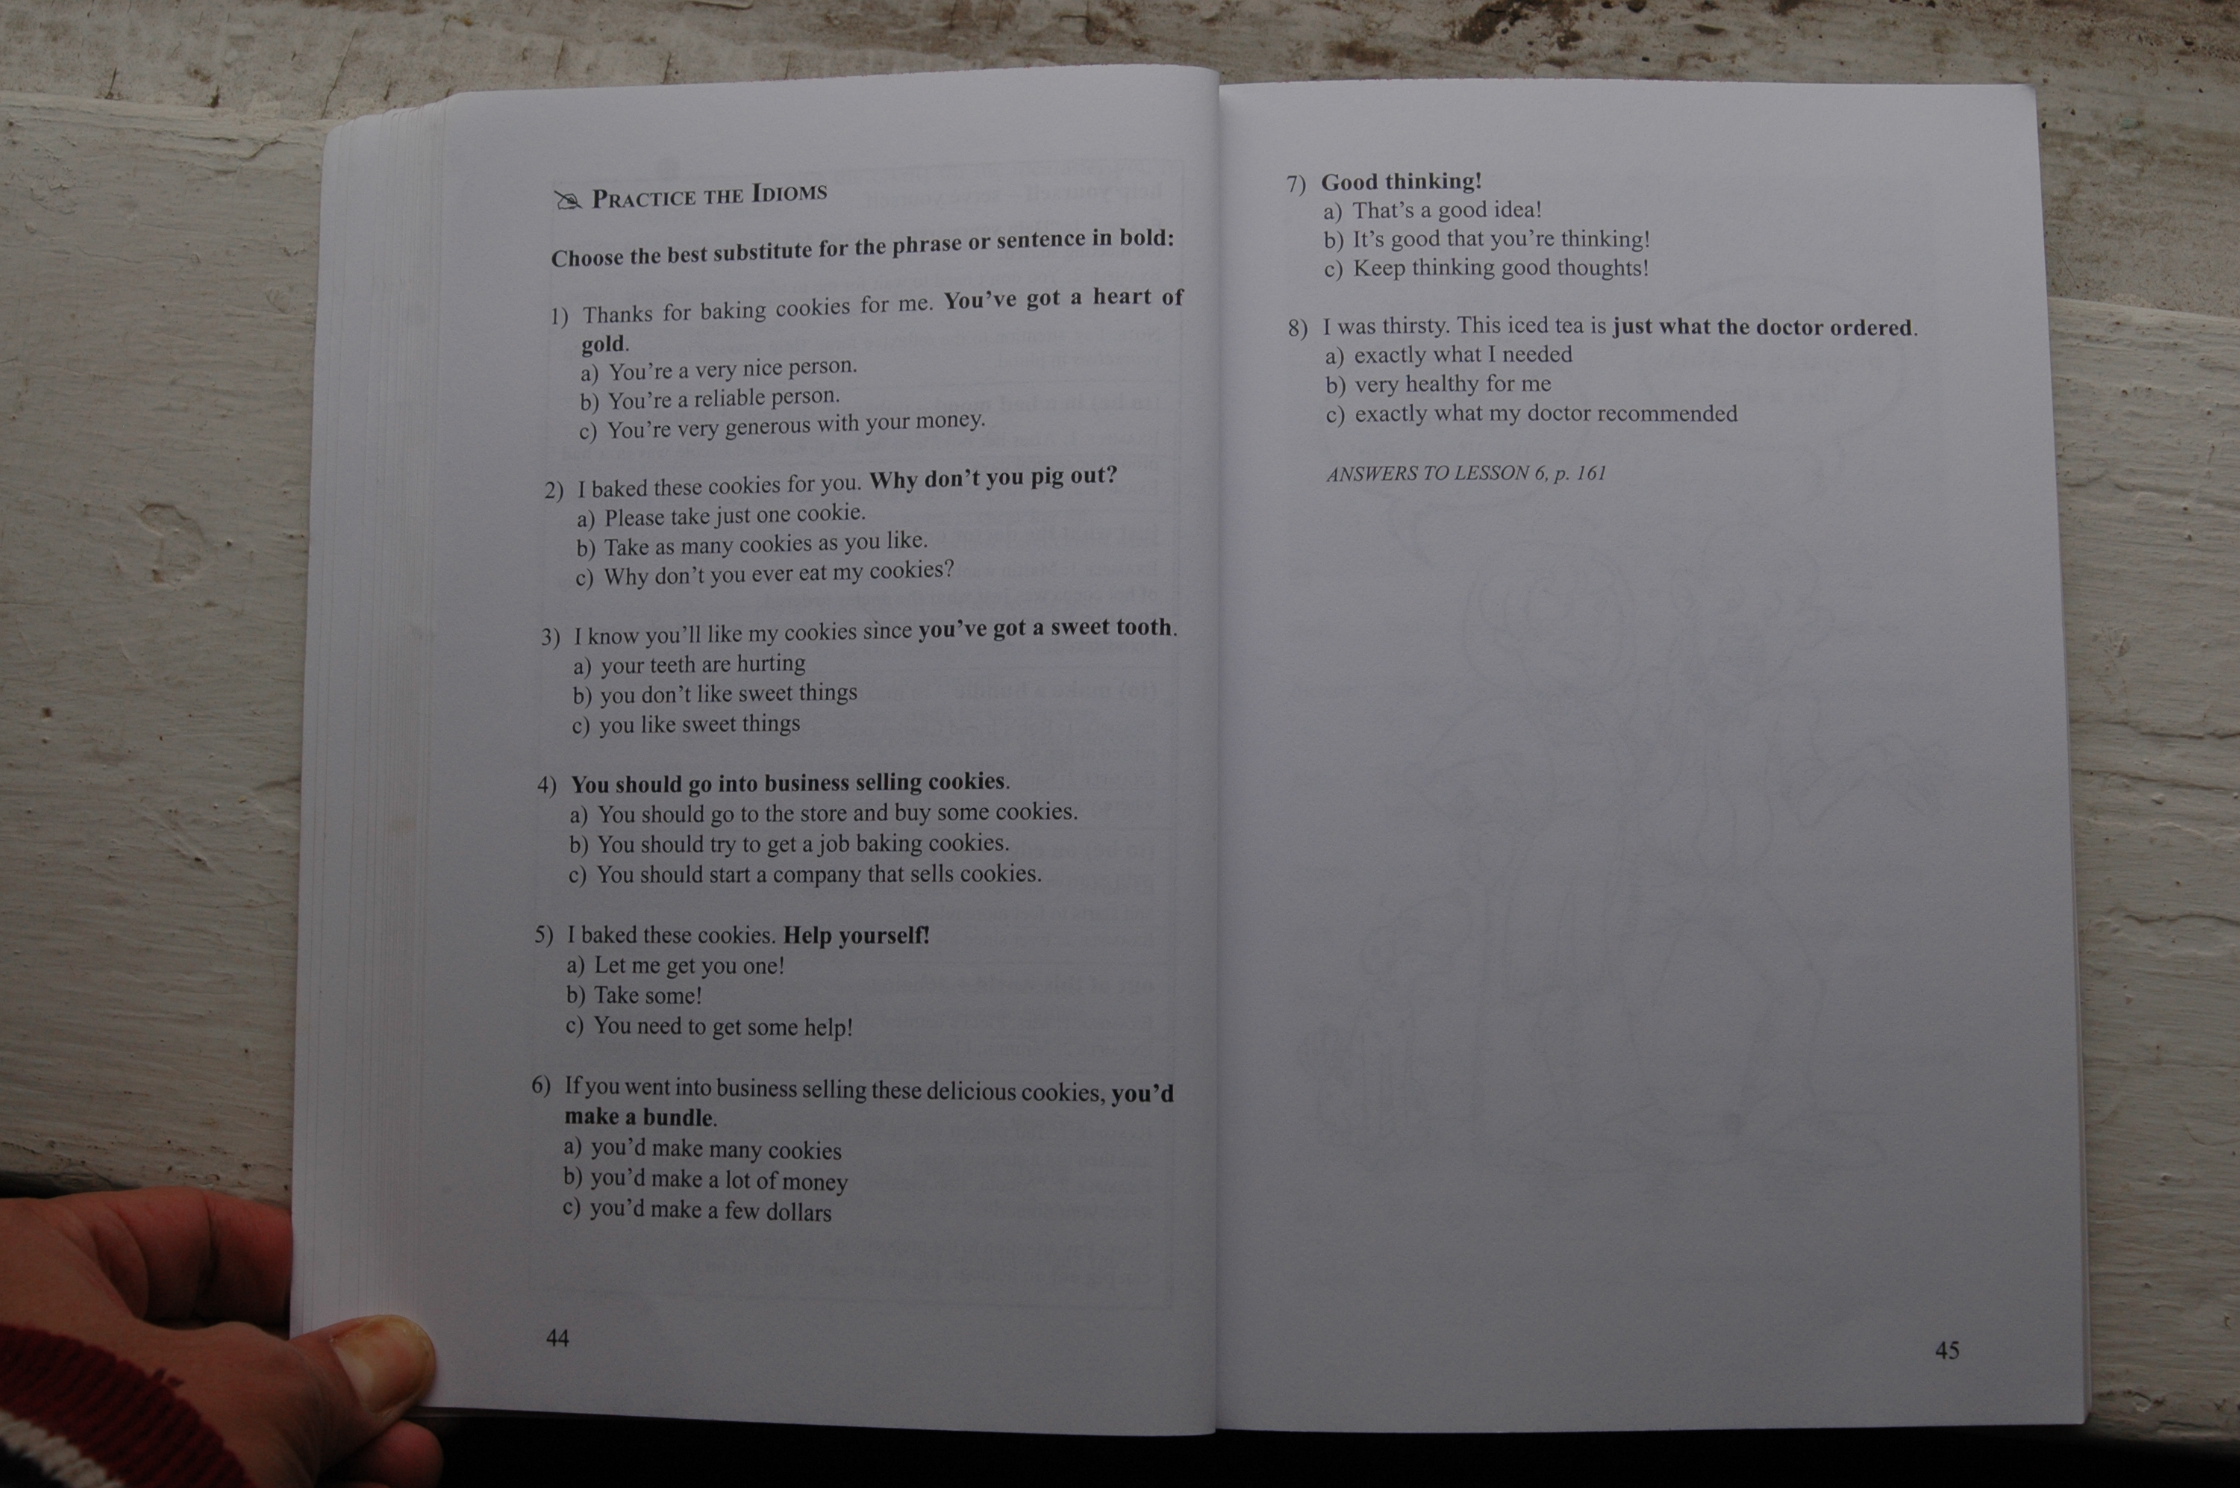 PRACTICE THE IDIOMS
Choose the best substitute for the phrase or sentence in bold:
1) Thanks for baking cookies for me. You've got a heart of
gold.
a) You're a very nice person.
b) You're a reliable person.
c) You're very generous with your money.
2) I baked these cookies for you. Why don't you pig out?
a) Please take just one cookie.
b) Take as many cookies as you like.
c) Why don't you ever eat my cookies?
3) I know you'll like my cookies since you've got a sweet tooth.
a) your teeth are hurting
b) you don't like sweet things
c) you like sweet things
4) You should go into business selling cookies.
a) You should go to the store and buy some cookies.
b) You should try to get a job baking cookies.
c) You should start a company that sells cookies.
5) I baked these cookies. Help yourself!
a) Let me get you one!
b) Take some!
c) You need to get some help!
6) If you went into business selling these delicious cookies, you'd
make a bundle.
a) you'd make many cookies
b) you'd make a lot of money
c) you'd make a few dollars
44
7) Good thinking!
a) That's a good idea!
b) It's good that you're thinking!
c) Keep thinking good thoughts!
8) I was thirsty. This iced tea is just what the doctor ordered.
a) exactly what I needed
b) very healthy for me
c) exactly what my doctor recommended
ANSWERS TO LESSON 6, p. 161
45